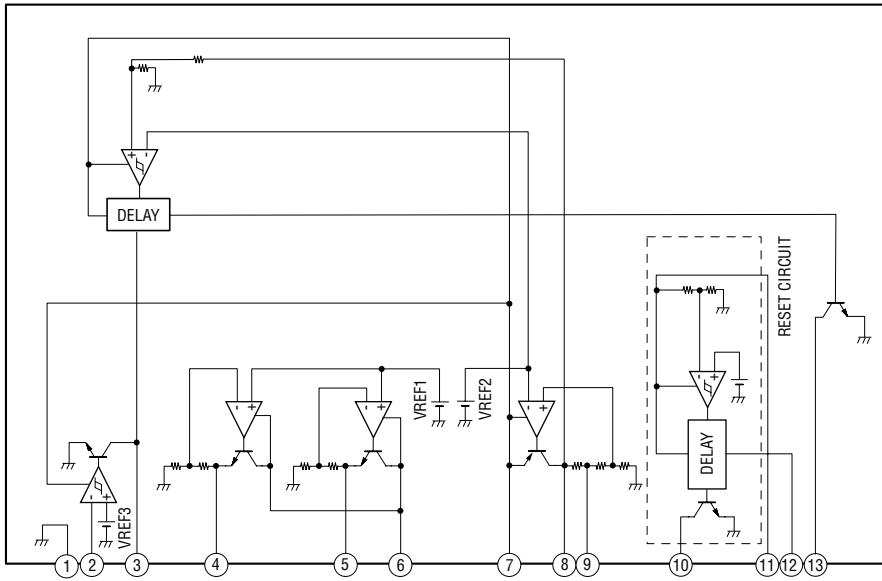 + -
DELAY
RESET CIRCUIT
- +
- +
VREF1
VREF2
- +
- +
DELAY
- +
VREF3
1 2 3 4 5 6 7 8 9 10 11 12 13